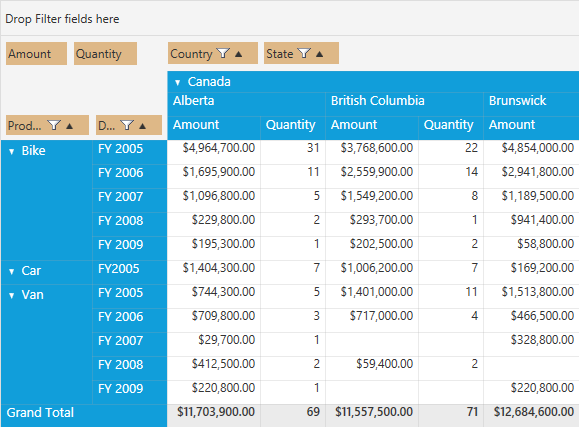 Drop Filter fields here
Amount Quantity Country State
Canada
Alberta British Columbia Brunswick
Prod... D... Amount Quantity Amount Quantity Amount
Bike FY 2005 $4,964,700.00 31 $3,768,600.00 22 $4,854,000.00
FY 2006 $1,695,900.00 11 $2,559,900.00 14 $2,941,800.00
FY 2007 $1,096,800.00 5 $1,549,200.00 8 $1,189,500.00
FY 2008 $229,800.00 2 $293,700.00 1 $941,400.00
FY 2009 $195,300.00 1 $202,500.00 2 $58,800.00
Car FY2005 $1,404,300.00 7 $1,006,200.00 7 $169,200.00
Van FY 2005 $744,300.00 5 $1,401,000.00 11 $1,513,800.00
FY 2006 $709,800.00 3 $717,000.00 4 $466,500.00
FY 2007 $29,700.00 1 $328,800.00
FY 2008 $412,500.00 2 $59,400.00 2
FY 2009 $220,800.00 1 $220,800.00
Grand Total $11,703,900.00 69 $11,557,500.00 71 $12,684,600.00